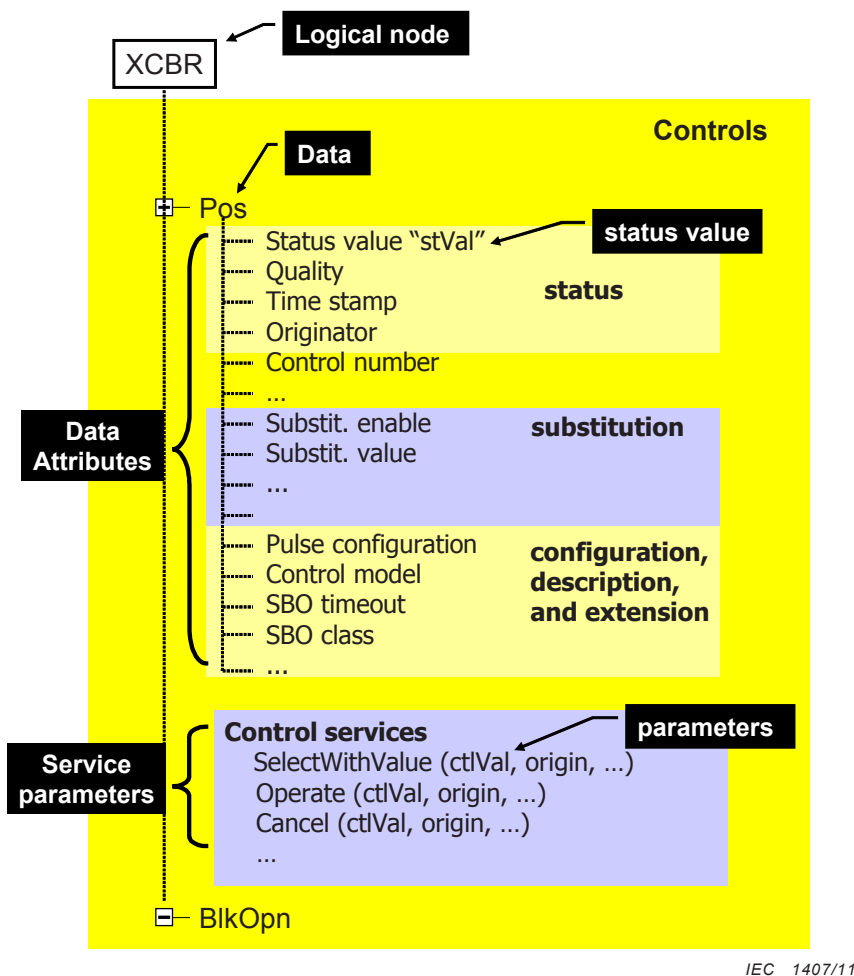 Logical node
XCBR
Controls
Data
Pos
status value
Status value “stVal”
Quality
status
Time stamp
Originator
Control number
...
Data
Attributes
Substit. enable
substitution
Substit. value
...
Pulse configuration
configuration,
Control model
description,
SBO timeout
and extension
SBO class
...
parameters
Control services
SelectWithValue (ctlVal, origin, ...)
Service
parameters
Operate (ctlVal, origin, ...)
Cancel (ctlVal, origin, ...)
...
BlkOpn
IEC 1407/11